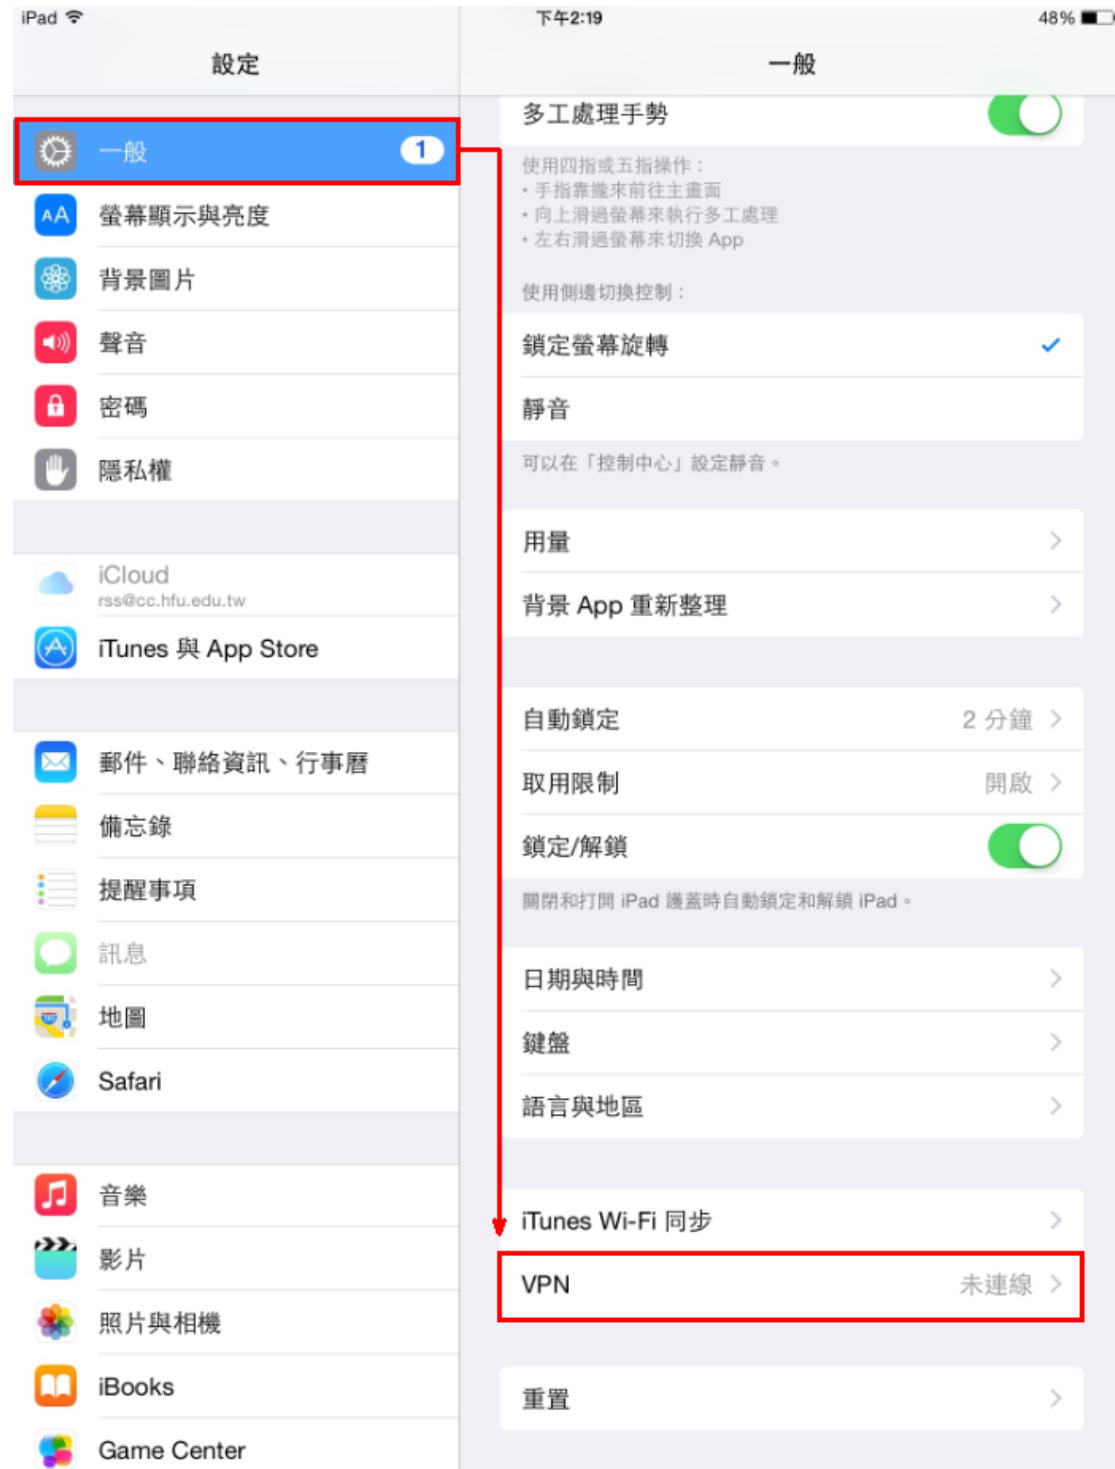 iPad
下午2:19
48%
設定
一般
一般
1
螢幕顯示與亮度
背景圖片
聲音
密碼
隱私權
iCloud
rss@cc.hfu.edu.tw
iTunes 與 App Store
郵件、聯絡資訊、行事曆
備忘錄
提醒事項
訊息
地圖
Safari
音樂
影片
照片與相機
iBooks
Game Center
多工處理手勢
使用四指或五指操作：
• 手指靠攏來前往主畫面
• 向上滑過螢幕來執行多工處理
• 左右滑過螢幕來切換 App
使用側邊切換控制：
鎖定螢幕旋轉
靜音
可以在「控制中心」設定靜音。
用量
背景 App 重新整理
自動鎖定 2 分鐘
取用限制 開啟
鎖定/解鎖
關閉和打開 iPad 護蓋時自動鎖定和解鎖 iPad。
日期與時間
鍵盤
語言與地區
iTunes Wi-Fi 同步
VPN 未連線
重置